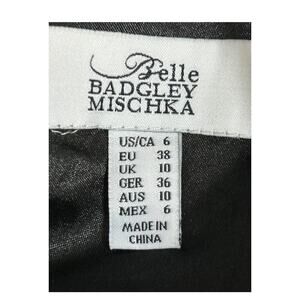 Belle
BADGLEY
MISCHKA
US/CA 6
EU 38
UK 10
GER 36
AUS 10
MEX 6
MADE IN
CHINA